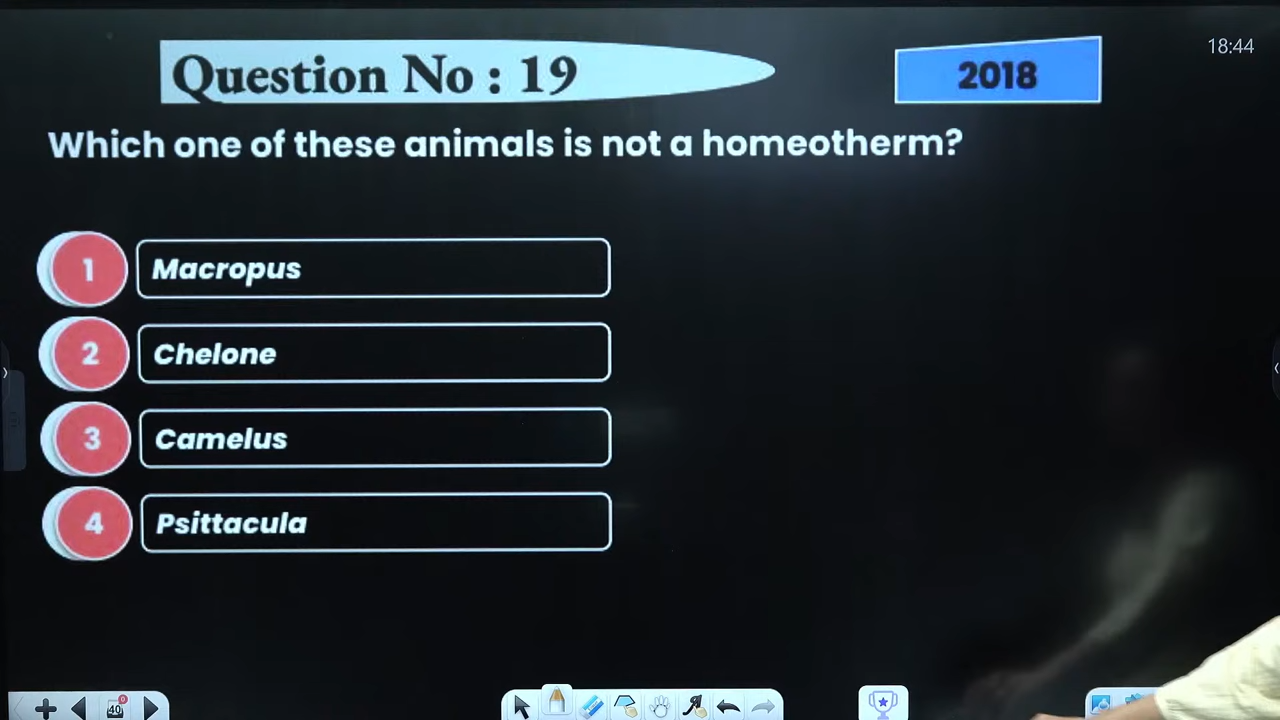 Question No : 19
2018
18:44
Which one of these animals is not a homeotherm?
1
Macropus
2
Chelone
3
Camelus
4
Psittacula
40
0